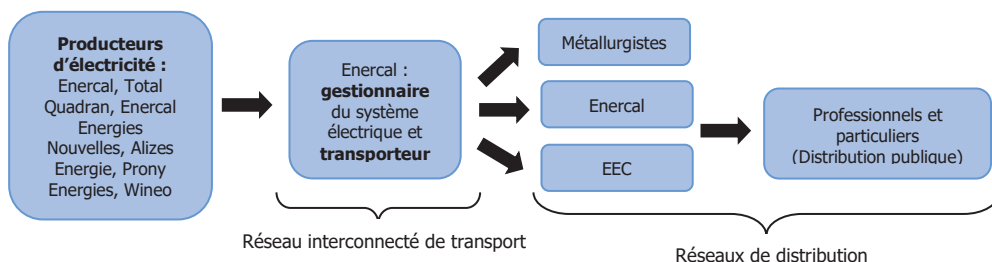 Producteurs
d’électricité :
Enercal, Total
Quadran, Enercal
Energies
Nouvelles, Alizes
Energie, Prony
Energies, Wineo
Enercal :
gestionnaire
du système
électrique et
transporteur
Métallurgistes
Enercal
EEC
Professionnels et
particuliers
(Distribution publique)
Réseau interconnecté de transport
Réseaux de distribution